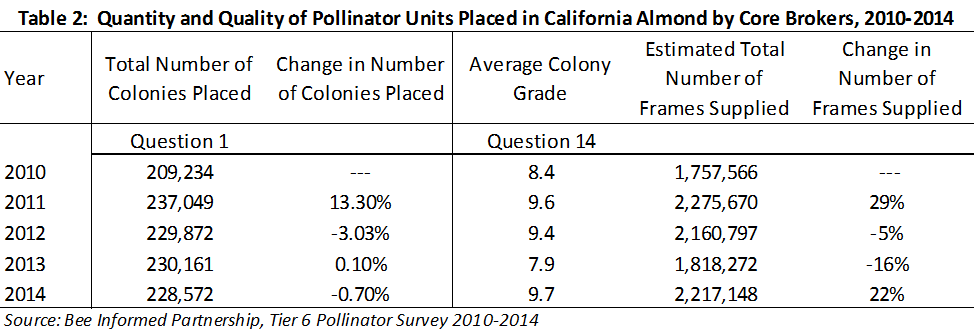 Table 2: Quantity and Quality of Pollinator Units Placed in California Almond by Core Brokers, 2010-2014
Year Total Number of Colonies Placed Change in Number of Colonies Placed Average Colony Grade Estimated Total Number of Frames Supplied Change in Number of Frames Supplied
Question 1 Question 14
2010 209,234 --- 8.4 1,757,566 ---
2011 237,049 13.30% 9.6 2,275,670 29%
2012 229,872 -3.03% 9.4 2,160,797 -5%
2013 230,161 0.10% 7.9 1,818,272 -16%
2014 228,572 -0.70% 9.7 2,217,148 22%
Source: Bee Informed Partnership, Tier 6 Pollinator Survey 2010-2014